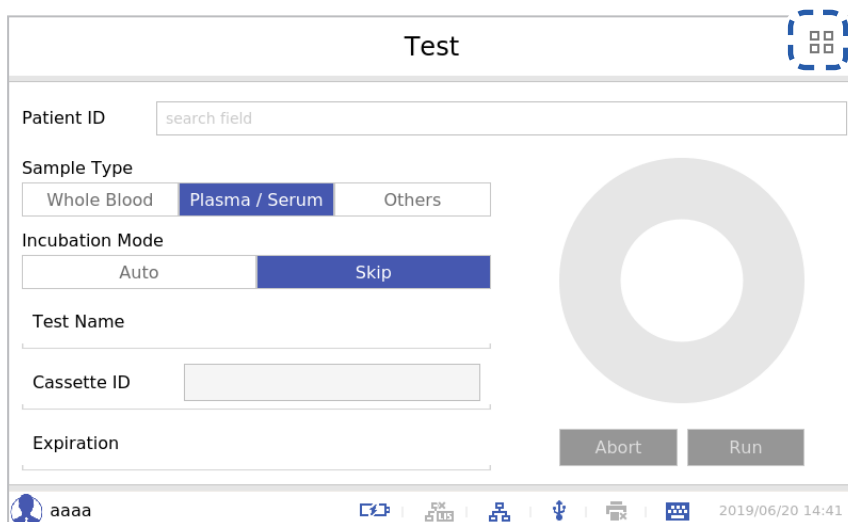 Test
Patient ID search field
Sample Type
Whole Blood Plasma / Serum Others
Incubation Mode
Auto Skip
Test Name
Cassette ID
Expiration
Abort Run
aaaa 2019/06/20 14:41